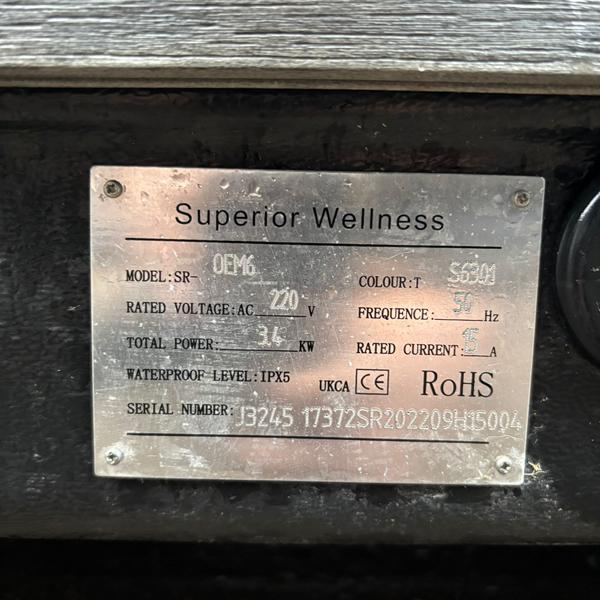 Superior Wellness
MODEL:SR- OEM6 COLOUR:T S6301
RATED VOLTAGE:AC 220 V FREQUENCE: 50 Hz
TOTAL POWER: 3.4 KW RATED CURRENT: 15 A
WATERPROOF LEVEL:IPX5 UKCA CE RoHS
SERIAL NUMBER: J3245 17372SR202209H15004